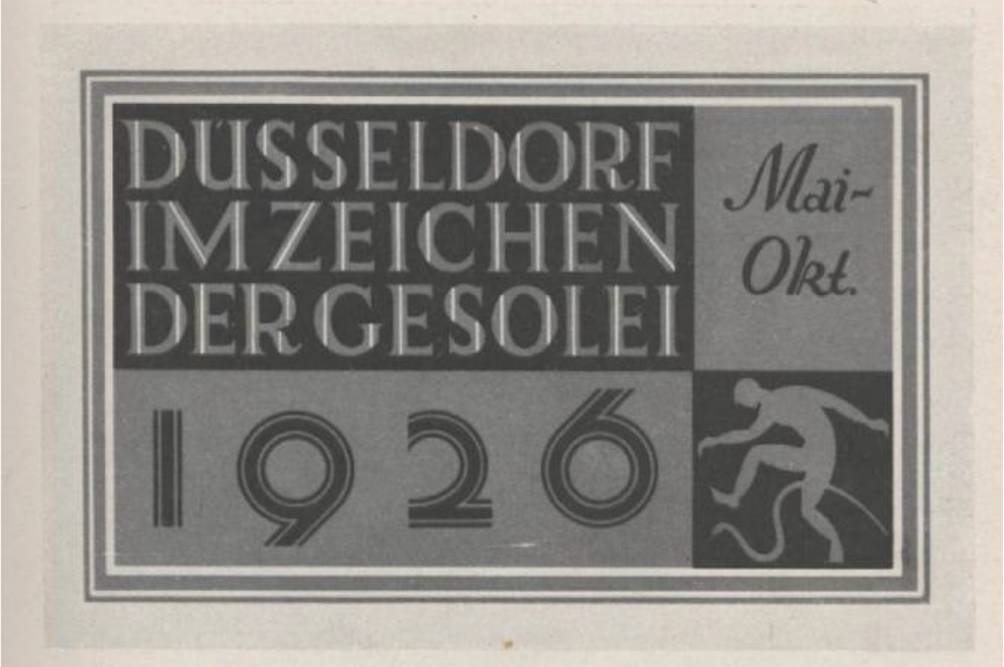 DÜSSELDORF
IM ZEICHEN
DER GESOLEI
Mai-
Okt.
1926